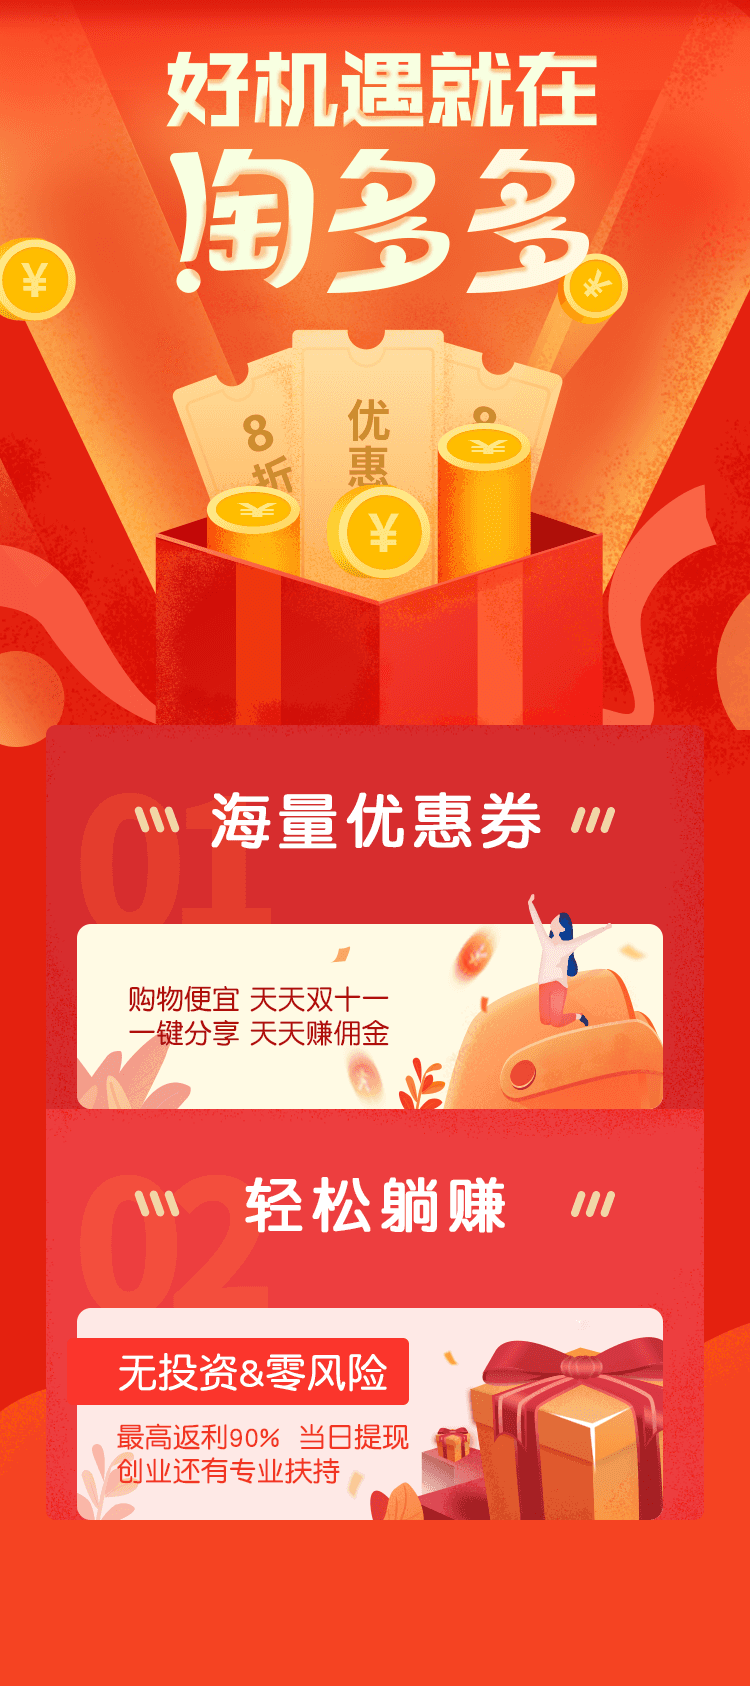 好机遇就在
淘多多
8折
优惠
8
01
海量优惠券
购物便宜 天天双十一
一键分享 天天赚佣金
02
轻松躺赚
无投资&零风险
最高返利90% 当日提现
创业还有专业扶持